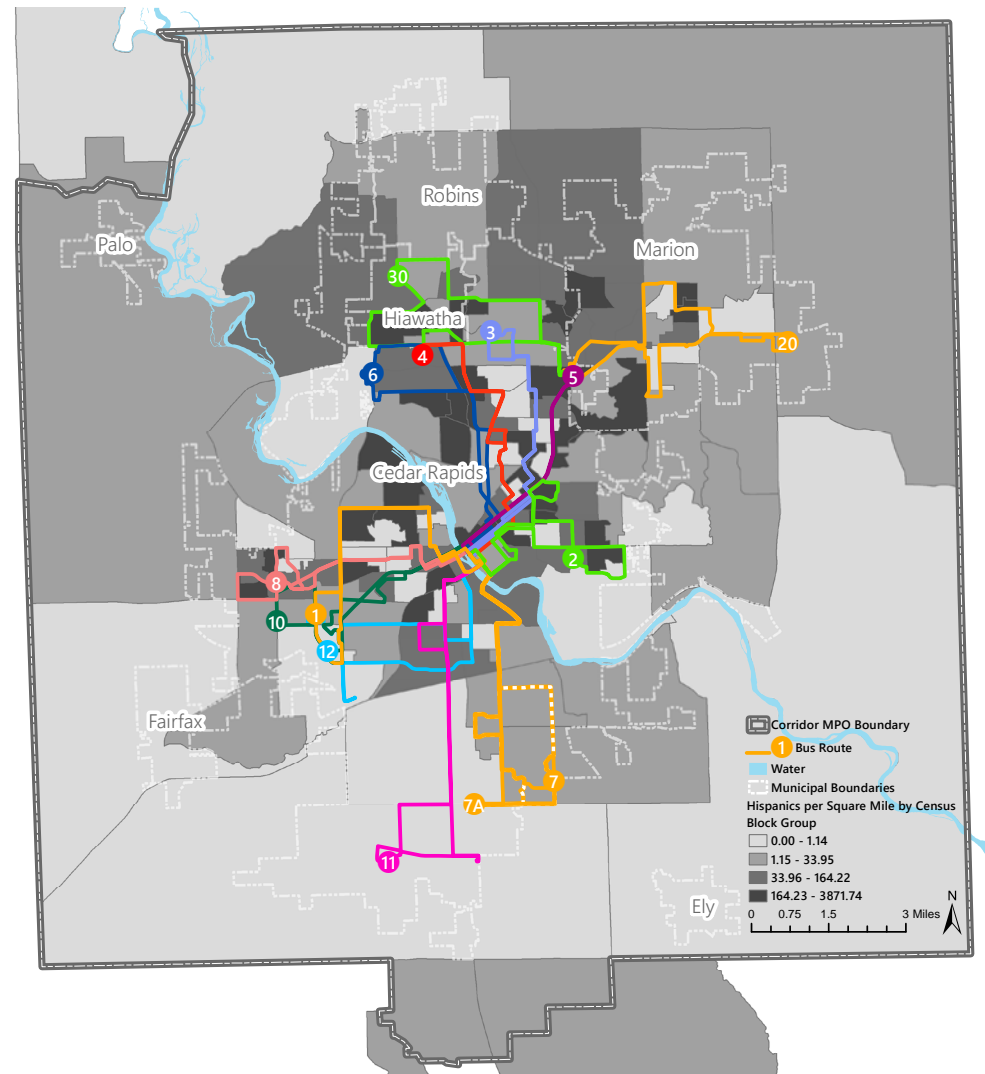 Robins
Palo
Marion
30
Hiawatha
3
20
4
6
5
Cedar Rapids
2
8
10
1
12
Fairfax
7
7A
11
Ely
Corridor MPO Boundary
1 Bus Route
Water
Municipal Boundaries
Hispanics per Square Mile by Census
Block Group
0.00 - 1.14
1.15 - 33.95
33.96 - 164.22
164.23 - 3871.74
N
0 0.75 1.5 3 Miles